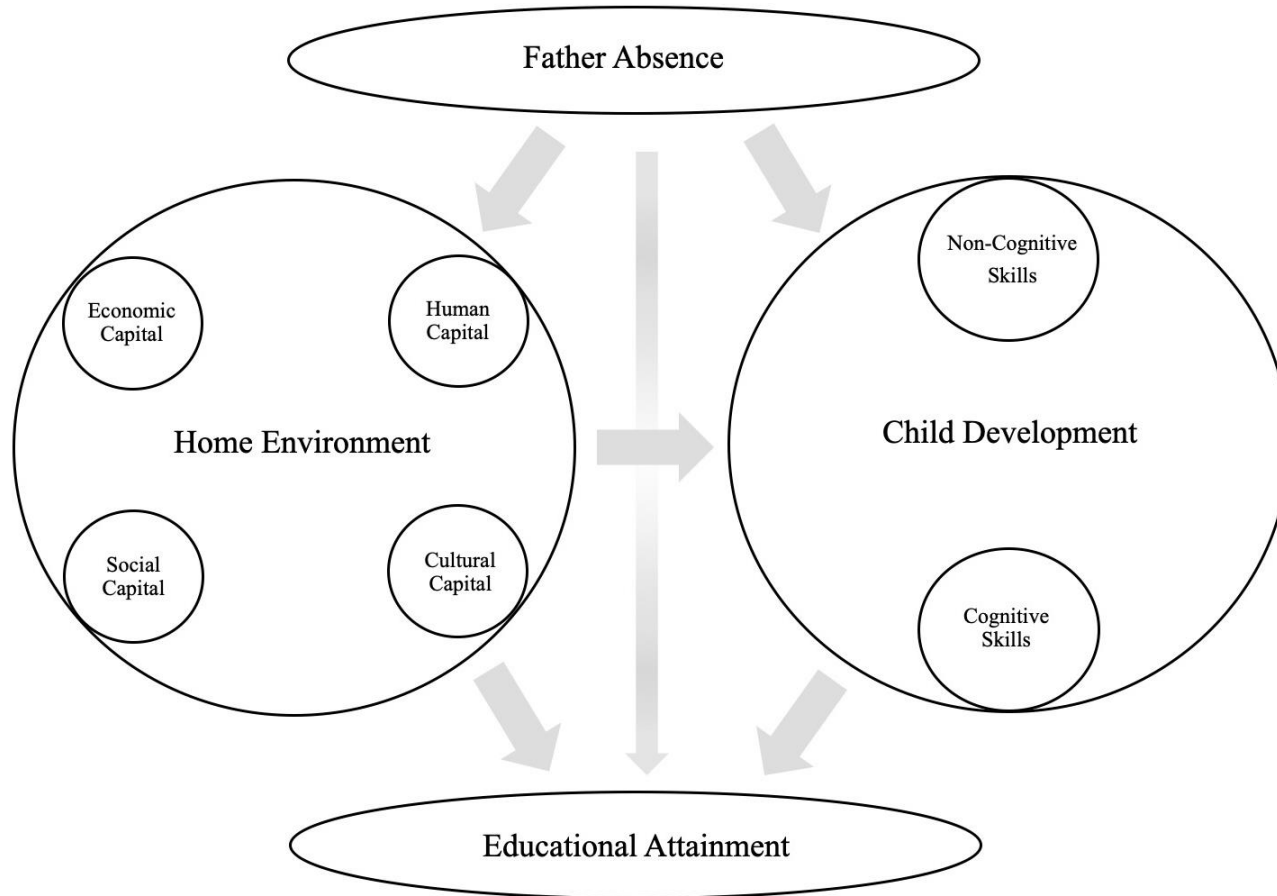 Father Absence
Non-Cognitive
Skills
Economic
Capital
Human
Capital
Home Environment
Child Development
Social
Capital
Cultural
Capital
Cognitive
Skills
Educational Attainment